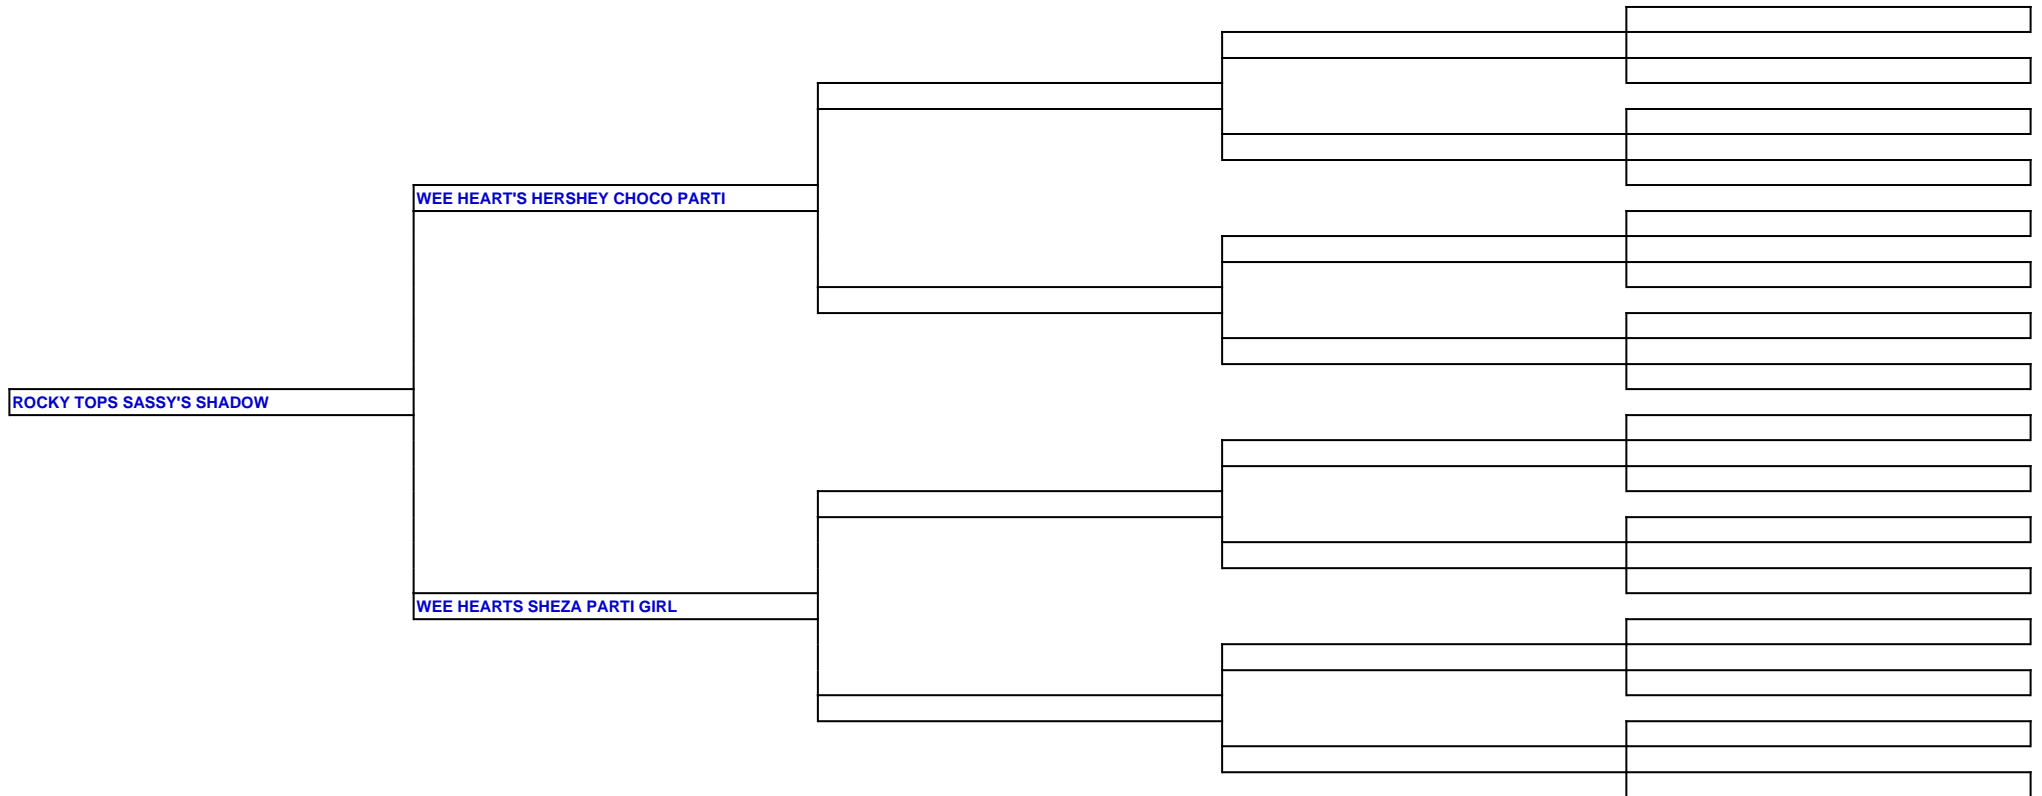 WEE HEART'S HERSHEY CHOCO PARTI
ROCKY TOPS SASSY'S SHADOW
WEE HEARTS SHEZA PARTI GIRL